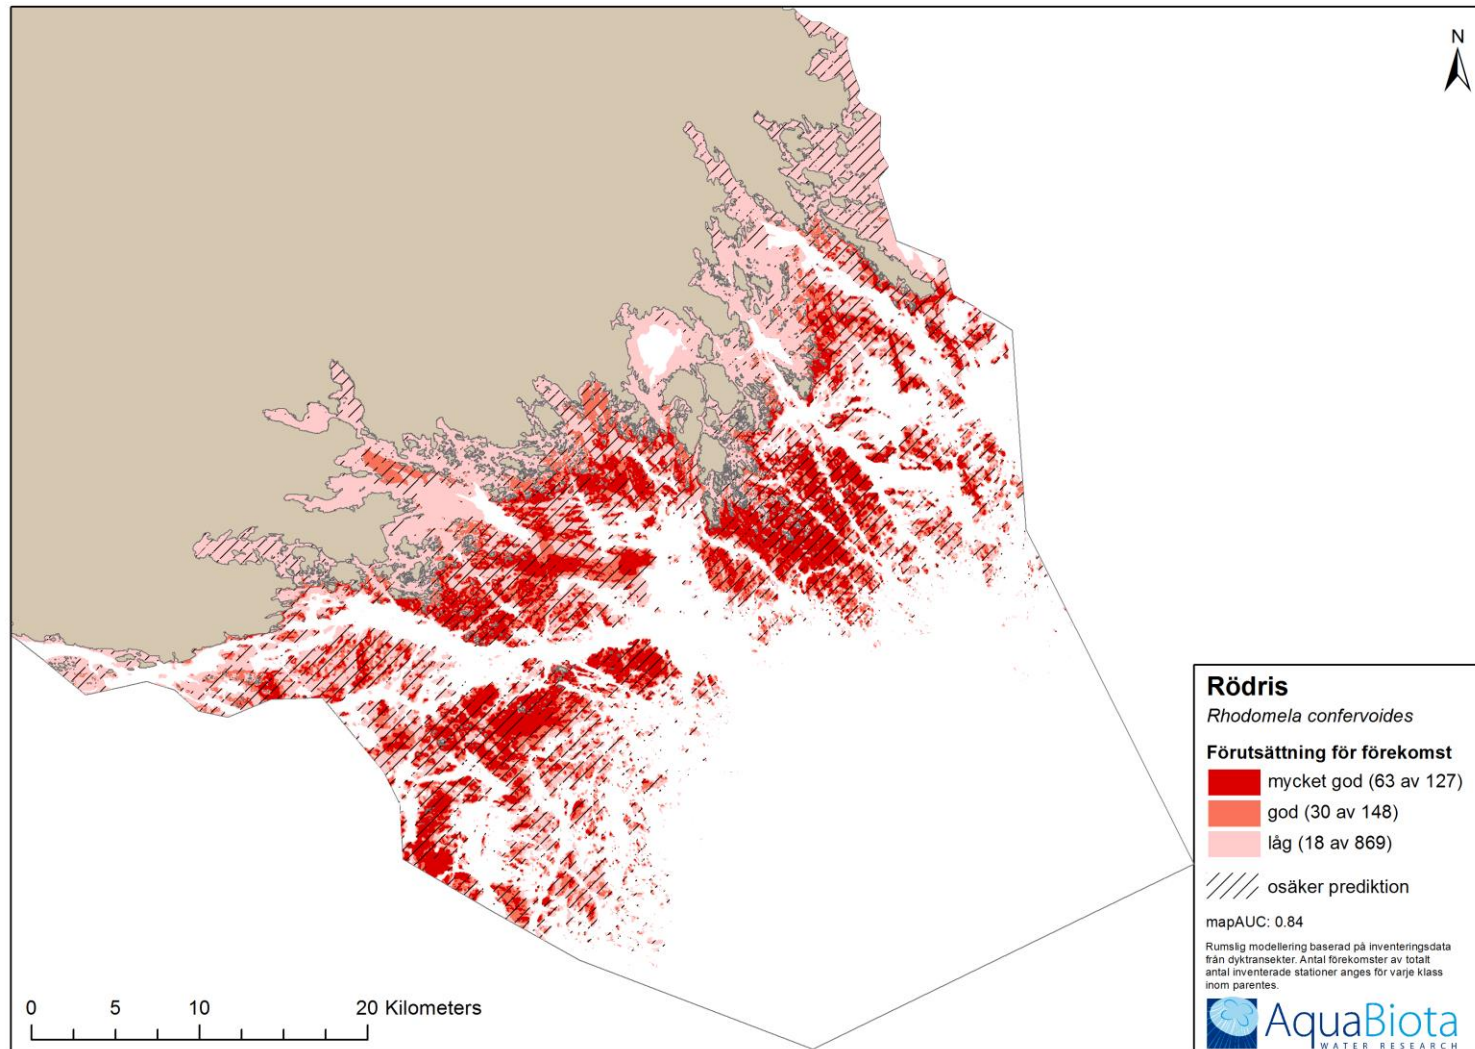 N
Rödris
Rhodomela confervoides
Förutsättning för förekomst
mycket god (63 av 127)
god (30 av 148)
låg (18 av 869)
osäker prediktion
mapAUC: 0.84
Rumslig modellering baserad på inventeringsdata
från dyktransekter. Antal förekomster av totalt
antal inventerade stationer anges för varje klass
inom parentes.
AquaBiota
WATER RESEARCH
0 5 10 20 Kilometers